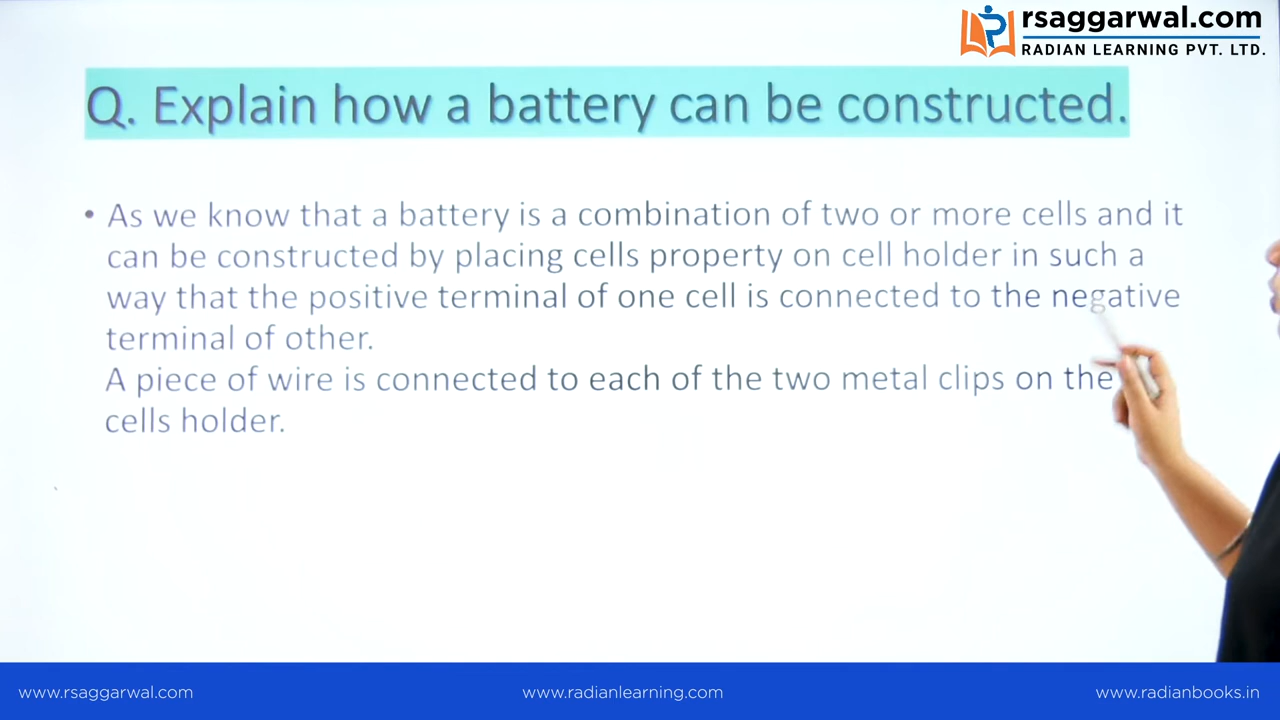 rsaggarwal.com
RADIAN LEARNING PVT. LTD.
Q. Explain how a battery can be constructed.
• As we know that a battery is a combination of two or more cells and it
can be constructed by placing cells property on cell holder in such a
way that the positive terminal of one cell is connected to the negative
terminal of other.
A piece of wire is connected to each of the two metal clips on the
cells holder.
www.rsaggarwal.com
www.radianlearning.com
www.radianbooks.in